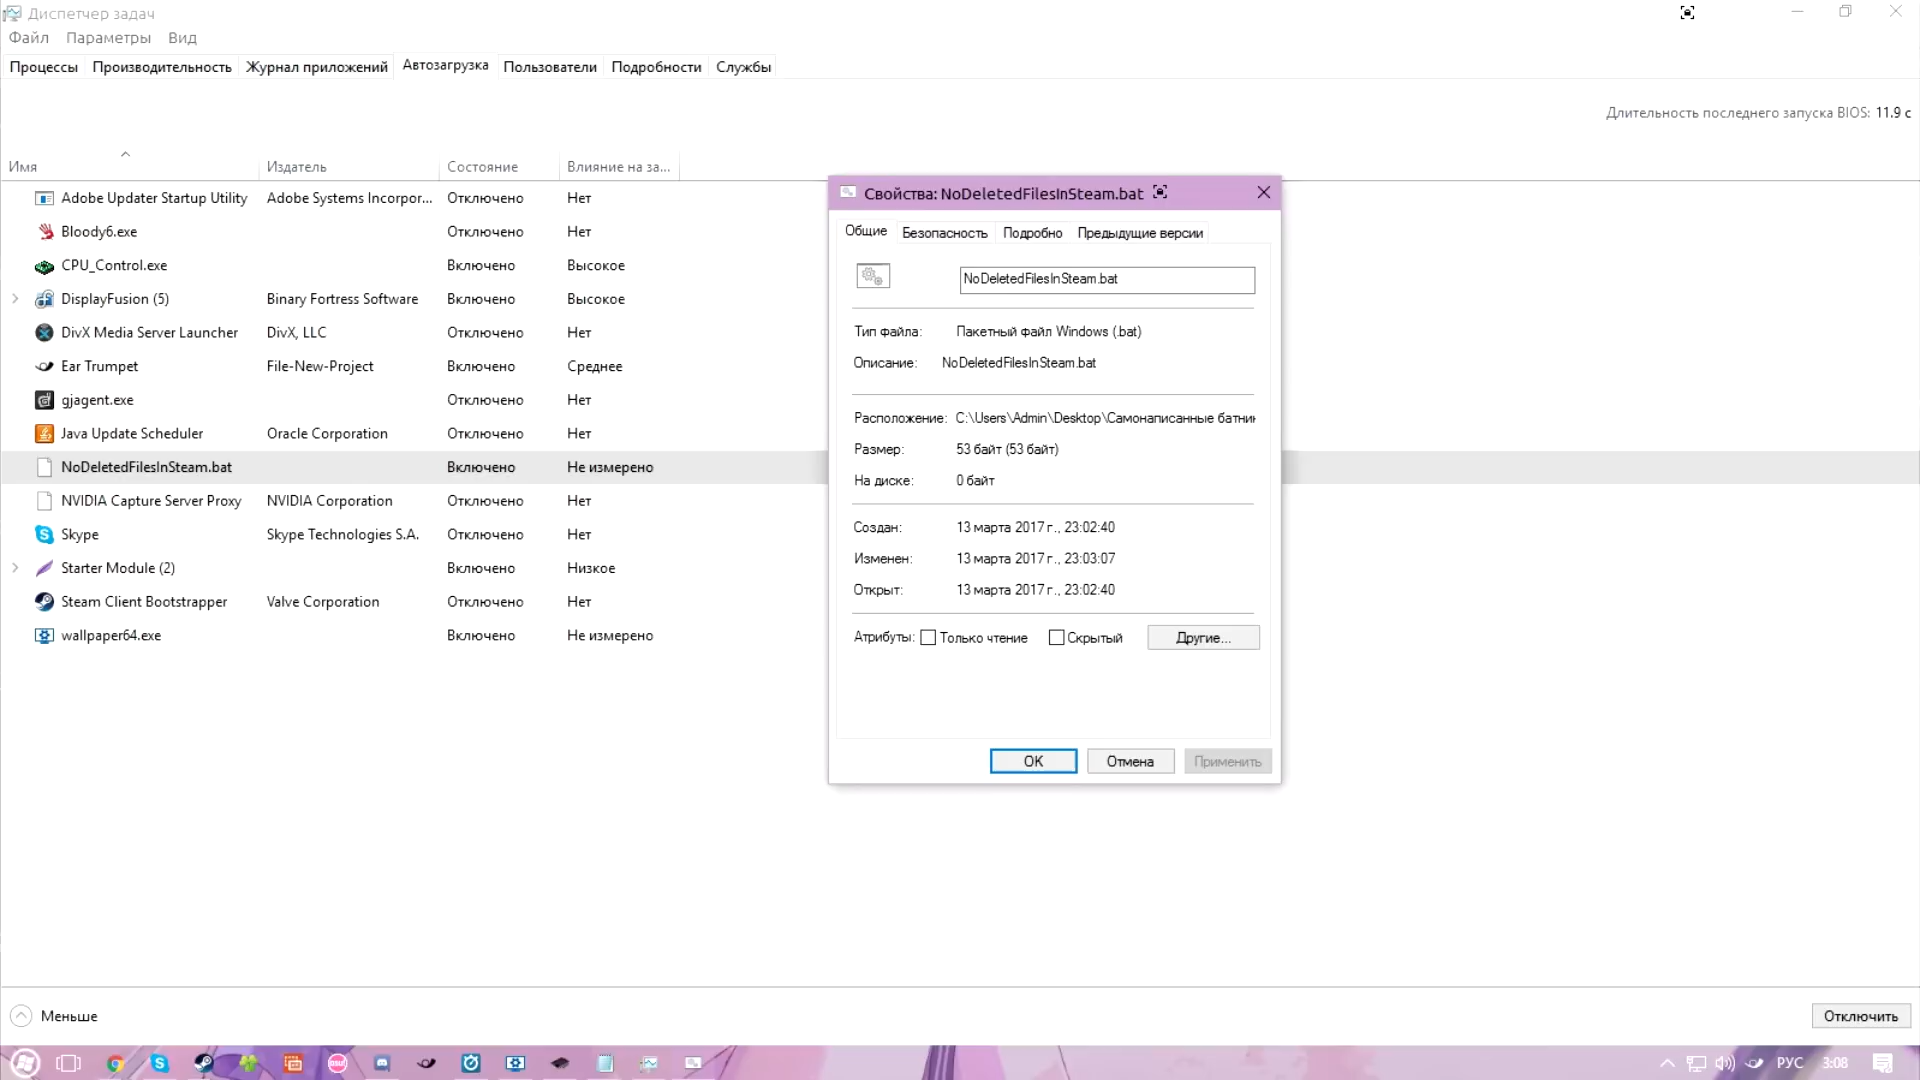 Диспетчер задач
Файл Параметры Вид
Процессы Производительность Журнал приложений Автозагрузка Пользователи Подробности Службы
Длительность последнего запуска BIOS: 11.9 с
Имя Издатель Состояние Влияние на за...
Adobe Updater Startup Utility Adobe Systems Incorpor... Отключено Нет
Bloody6.exe Отключено Нет
CPU_Control.exe Включено Высокое
DisplayFusion (5) Binary Fortress Software Включено Высокое
DivX Media Server Launcher DivX, LLC Отключено Нет
Ear Trumpet File-New-Project Включено Среднее
gjagent.exe Отключено Нет
Java Update Scheduler Oracle Corporation Отключено Нет
NoDeletedFilesInSteam.bat Включено Не измерено
NVIDIA Capture Server Proxy NVIDIA Corporation Отключено Нет
Skype Skype Technologies S.A. Отключено Нет
Starter Module (2) Включено Низкое
Steam Client Bootstrapper Valve Corporation Отключено Нет
wallpaper64.exe Включено Не измерено
Свойства: NoDeletedFilesInSteam.bat
Общие Безопасность Подробно Предыдущие версии
NoDeletedFilesInSteam.bat
Тип файла: Пакетный файл Windows (.bat)
Описание: NoDeletedFilesInSteam.bat
Расположение: C:\Users\Admin\Desktop\Самонаписанные батник
Размер: 53 байт (53 байт)
На диске: 0 байт
Создан: 13 марта 2017 г., 23:02:40
Изменен: 13 марта 2017 г., 23:03:07
Открыт: 13 марта 2017 г., 23:02:40
Атрибуты: Только чтение Скрытый Другие...
OK Отмена Применить
Меньше Отключить
РУС 3:08